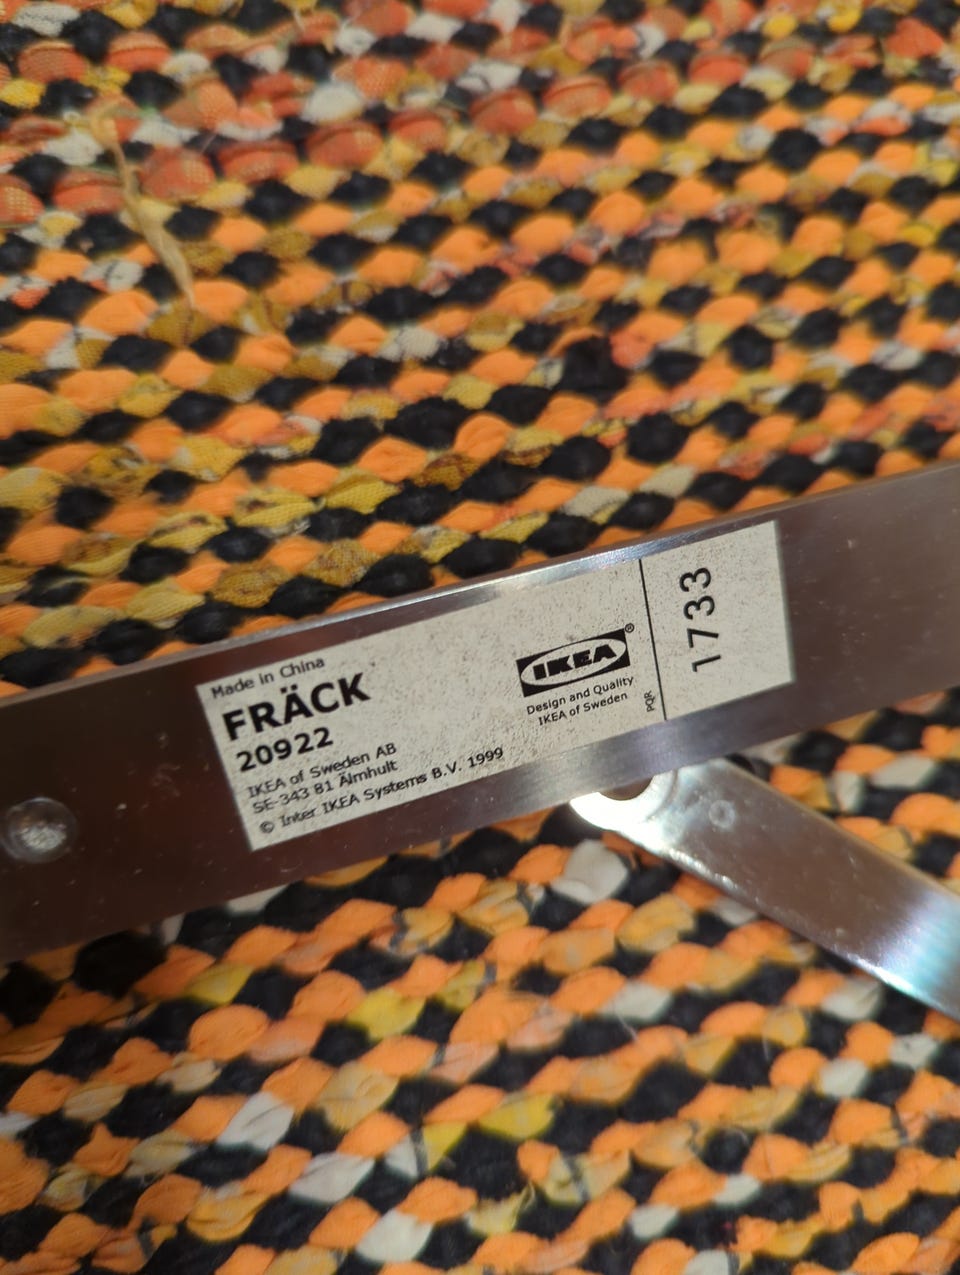 Made in China
FRÄCK
20922
IKEA of Sweden AB
SE-343 81 Älmhult
© Inter IKEA Systems B.V. 1999
IKEA®
Design and Quality
IKEA of Sweden
PQR
1733